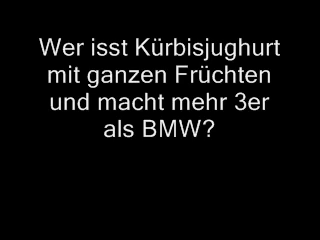 Wer isst Kürbisjughurt
mit ganzen Früchten
und macht mehr 3er
als BMW?